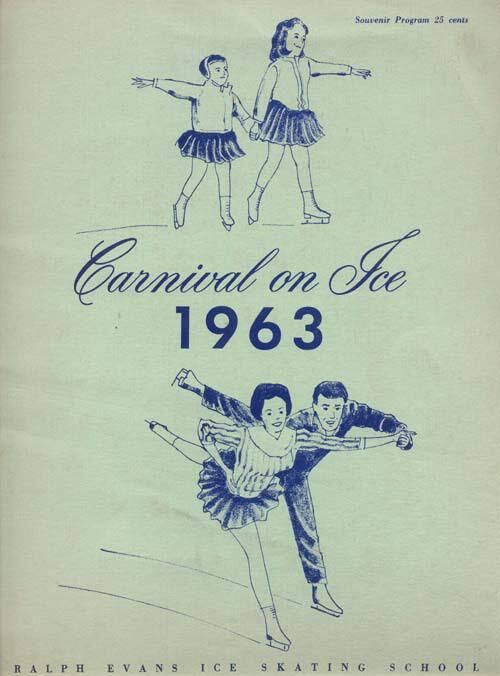 Souvenir Program 25 cents
Carnival on Ice
1963
RALPH EVANS ICE SKATING SCHOOL